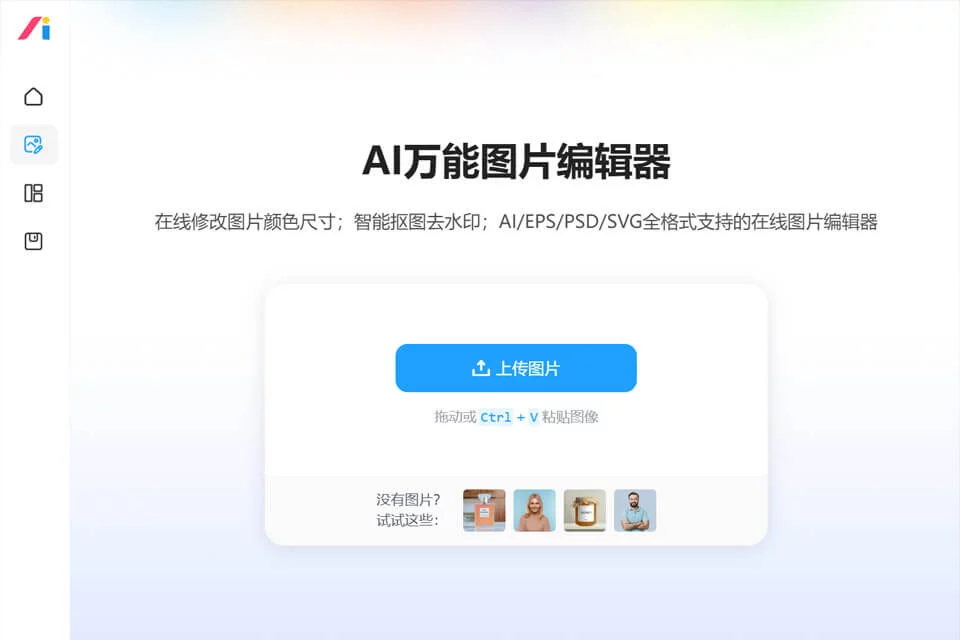 AI万能图片编辑器
在线修改图片颜色尺寸；智能抠图去水印；AI/EPS/PSD/SVG全格式支持的在线图片编辑器
上传图片
拖动或 Ctrl + V 粘贴图像
没有图片？
试试这些：